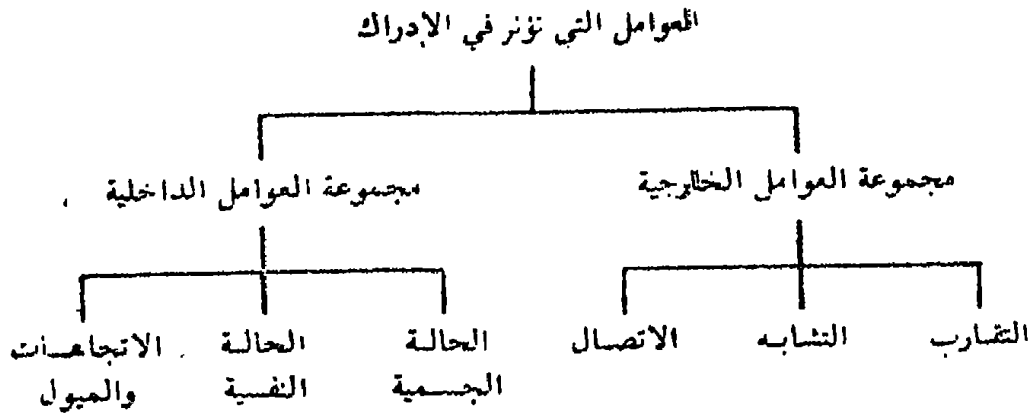 العوامل التي تؤثر في الإدراك
مجموعة العوامل الخارجية
مجموعة العوامل الداخلية
التقارب
التشابه
الاتصال
الحالة
الجسمية
الحالة
النفسية
الاتجاهات
والميول